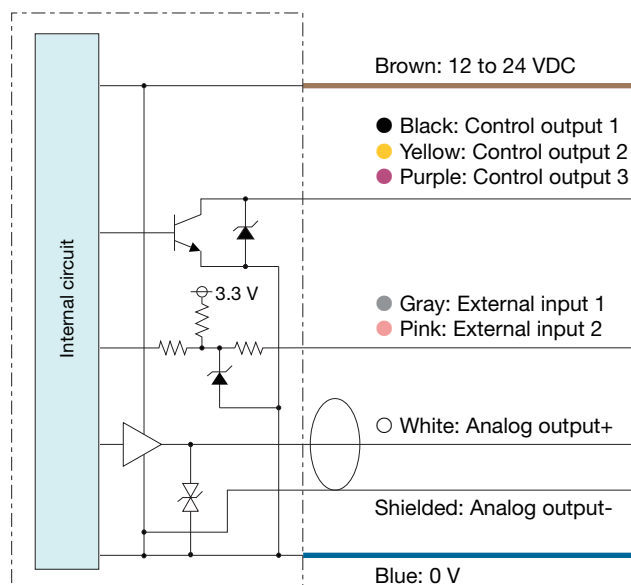 Brown: 12 to 24 VDC
Black: Control output 1
Yellow: Control output 2
Purple: Control output 3
3.3 V
Internal circuit
Gray: External input 1
Pink: External input 2
White: Analog output+
Shielded: Analog output-
Blue: 0 V